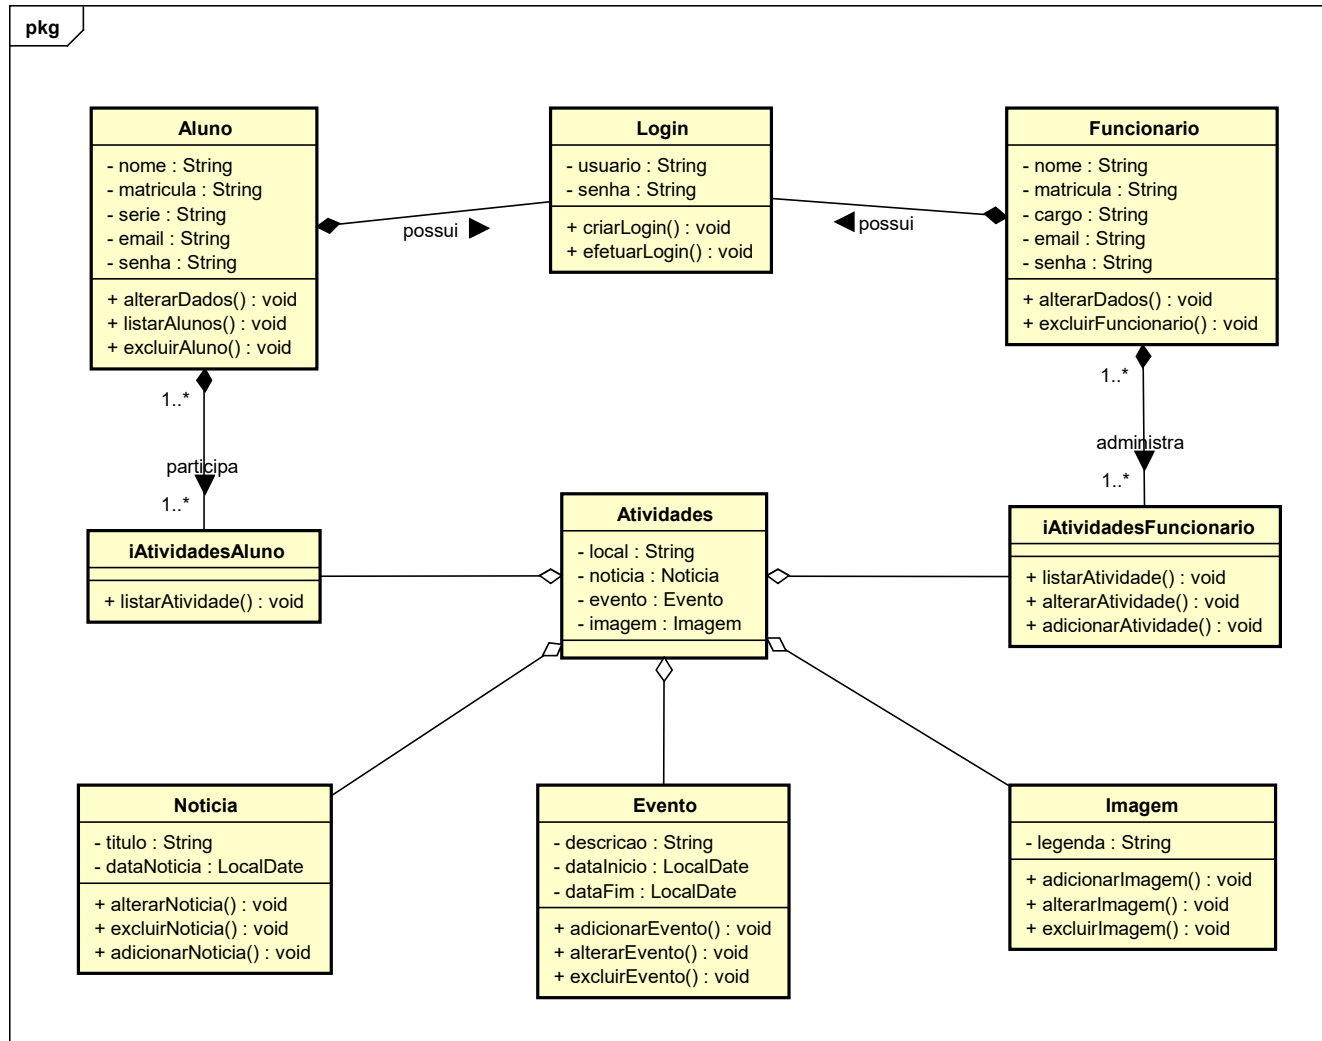 pkg
Aluno
- nome : String
- matricula : String
- serie : String
- email : String
- senha : String
+ alterarDados() : void
+ listarAlunos() : void
+ excluirAluno() : void
possui
Login
- usuario : String
- senha : String
+ criarLogin() : void
+ efetuarLogin() : void
possui
Funcionario
- nome : String
- matricula : String
- cargo : String
- email : String
- senha : String
+ alterarDados() : void
+ excluirFuncionario() : void
1..*
participa
1..*
1..*
administra
1..*
iAtividadesAluno
+ listarAtividade() : void
Atividades
- local : String
- noticia : Noticia
- evento : Evento
- imagem : Imagem
iAtividadesFuncionario
+ listarAtividade() : void
+ alterarAtividade() : void
+ adicionarAtividade() : void
Noticia
- titulo : String
- dataNoticia : LocalDate
+ alterarNoticia() : void
+ excluirNoticia() : void
+ adicionarNoticia() : void
Evento
- descricao : String
- dataInicio : LocalDate
- dataFim : LocalDate
+ adicionarEvento() : void
+ alterarEvento() : void
+ excluirEvento() : void
Imagem
- legenda : String
+ adicionarImagem() : void
+ alterarImagem() : void
+ excluirImagem() : void